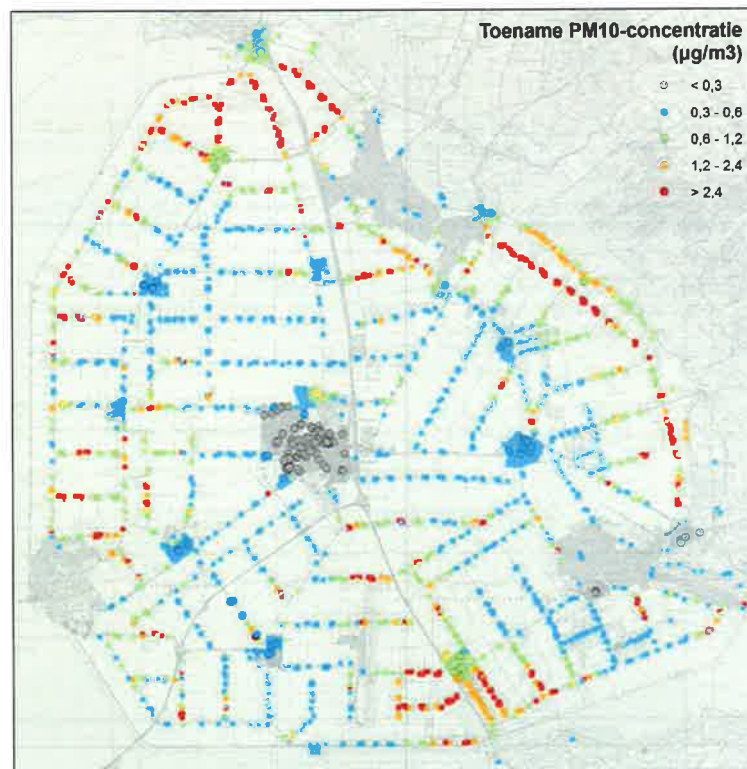 Toename PM10-concentratie
(µg/m3)
< 0,3
0,3 - 0,6
0,6 - 1,2
1,2 - 2,4
> 2,4